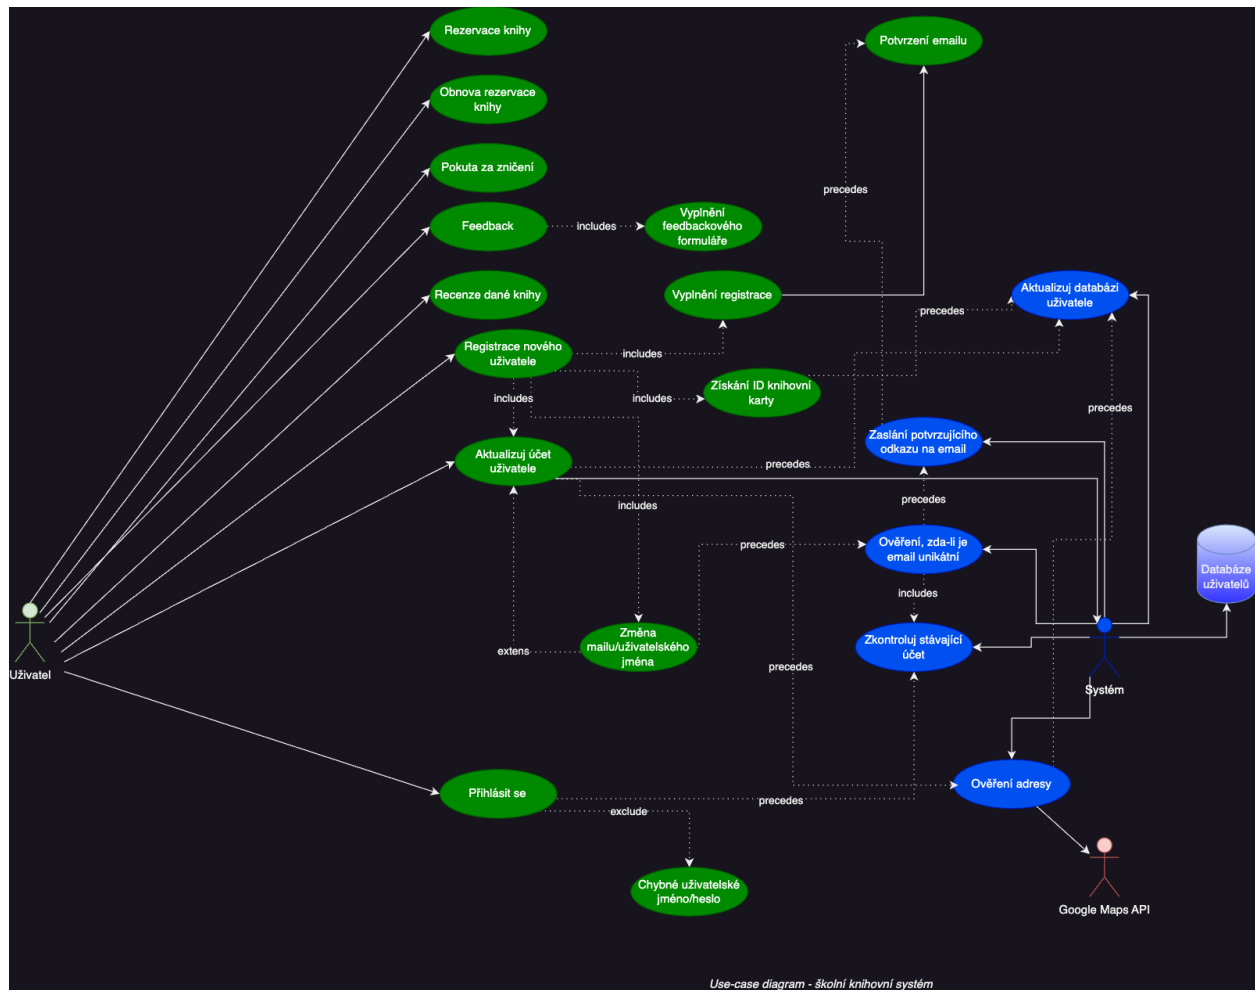 Rezervace knihy
Potvrzení emailu
Obnova rezervace
knihy
Pokuta za zničení
precedes
Feedback
includes
Vyplnění
feedbackového
formuláře
Recenze dané knihy
Vyplnění registrace
Aktualizuj databázi
uživatele
precedes
Registrace nového
uživatele
includes
Získání ID knihovní
karty
includes
includes
precedes
Zaslání potvrzujícího
odkazu na email
Aktualizuj účet
uživatele
precedes
includes
precedes
Ověření, zda-li je
email unikátní
precedes
Databáze
uživatelů
includes
Změna
mailu/uživatelského
jména
extens
Zkontroluj stávající
účet
precedes
Uživatel
Systém
Ověření adresy
Přihlásit se
precedes
exclude
Chybné uživatelské
jméno/heslo
Google Maps API
Use-case diagram - školní knihovní systém